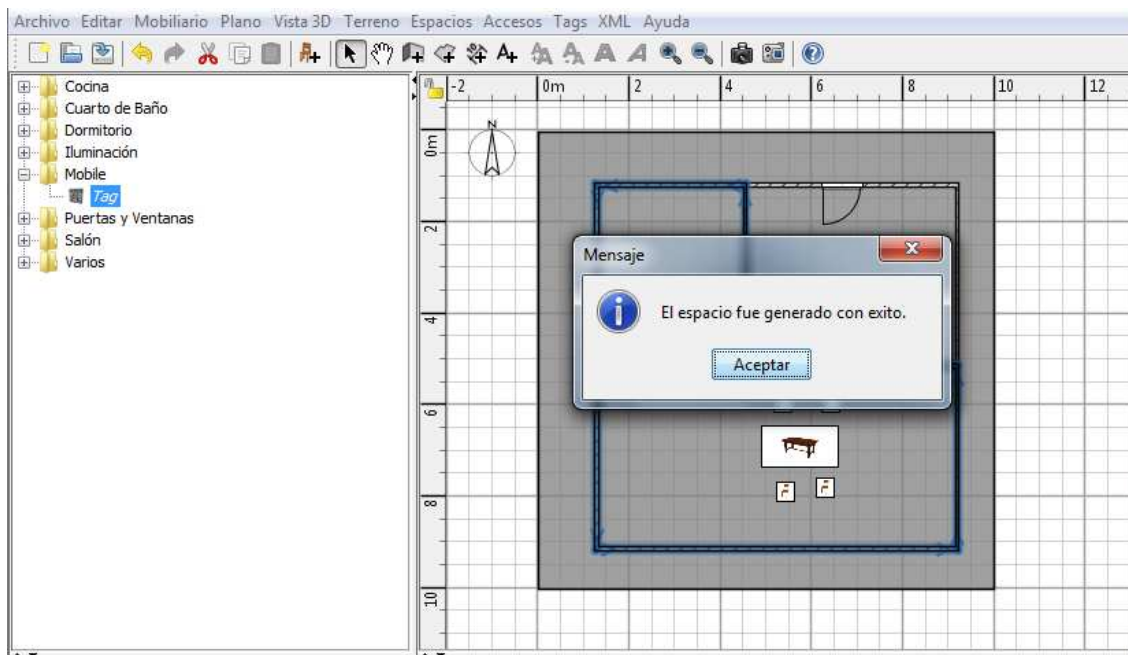 Archivo Editar Mobiliario Plano Vista 3D Terreno Espacios Accesos Tags XML Ayuda
Cocina
Cuarto de Baño
Dormitorio
Iluminación
Mobile
Tag
Puertas y Ventanas
Salón
Varios
-2 0m 2 4 6 8 10 12
0m
2
4
6
8
10
N
Mensaje
El espacio fue generado con exito.
Aceptar